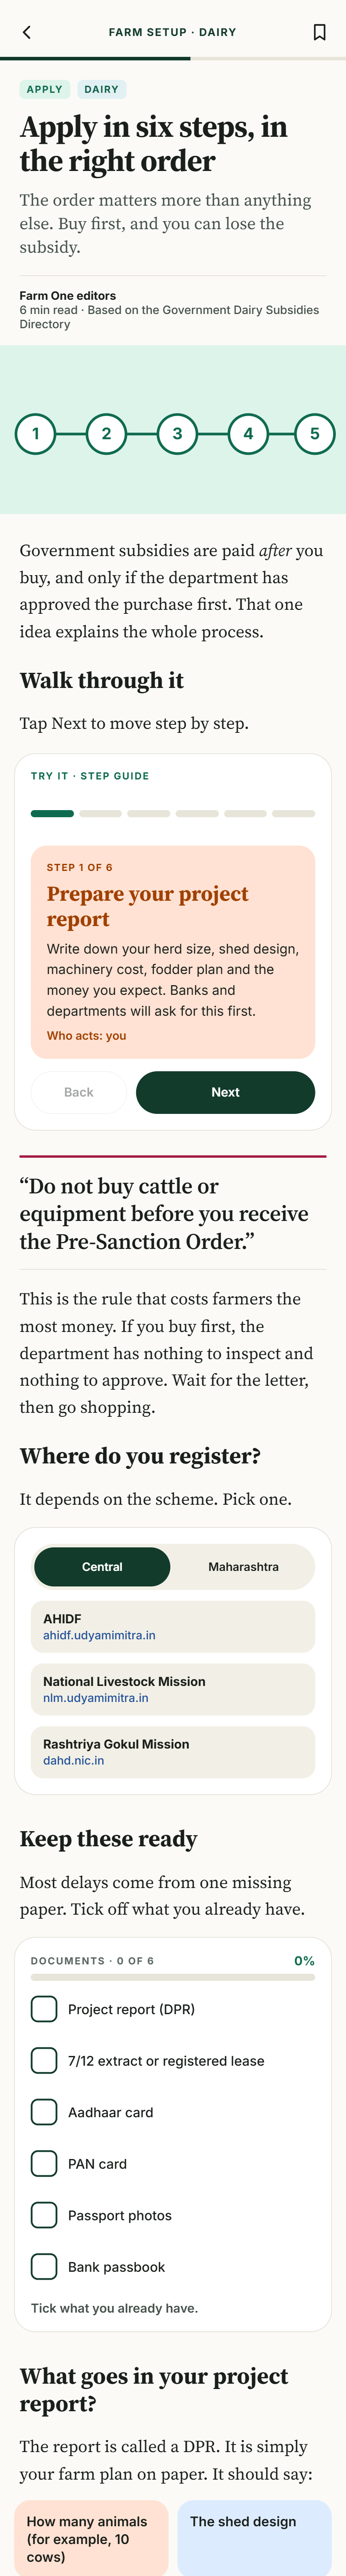 FARM SETUP · DAIRY
APPLY DAIRY
Apply in six steps, in
the right order
The order matters more than anything
else. Buy first, and you can lose the
subsidy.
Farm One editors
6 min read · Based on the Government Dairy Subsidies
Directory
1 2 3 4 5
Government subsidies are paid after you
buy, and only if the department has
approved the purchase first. That one
idea explains the whole process.
Walk through it
Tap Next to move step by step.
TRY IT · STEP GUIDE
STEP 1 OF 6
Prepare your project
report
Write down your herd size, shed design,
machinery cost, fodder plan and the
money you expect. Banks and
departments will ask for this first.
Who acts: you
Back Next
“Do not buy cattle or
equipment before you receive
the Pre-Sanction Order.”
This is the rule that costs farmers the
most money. If you buy first, the
department has nothing to inspect and
nothing to approve. Wait for the letter,
then go shopping.
Where do you register?
It depends on the scheme. Pick one.
Central Maharashtra
AHIDF
ahidf.udyamimitra.in
National Livestock Mission
nlm.udyamimitra.in
Rashtriya Gokul Mission
dahd.nic.in
Keep these ready
Most delays come from one missing
paper. Tick off what you already have.
DOCUMENTS · 0 OF 6 0%
Project report (DPR)
7/12 extract or registered lease
Aadhaar card
PAN card
Passport photos
Bank passbook
Tick what you already have.
What goes in your project
report?
The report is called a DPR. It is simply
your farm plan on paper. It should say:
How many animals
(for example, 10
cows)
The shed design